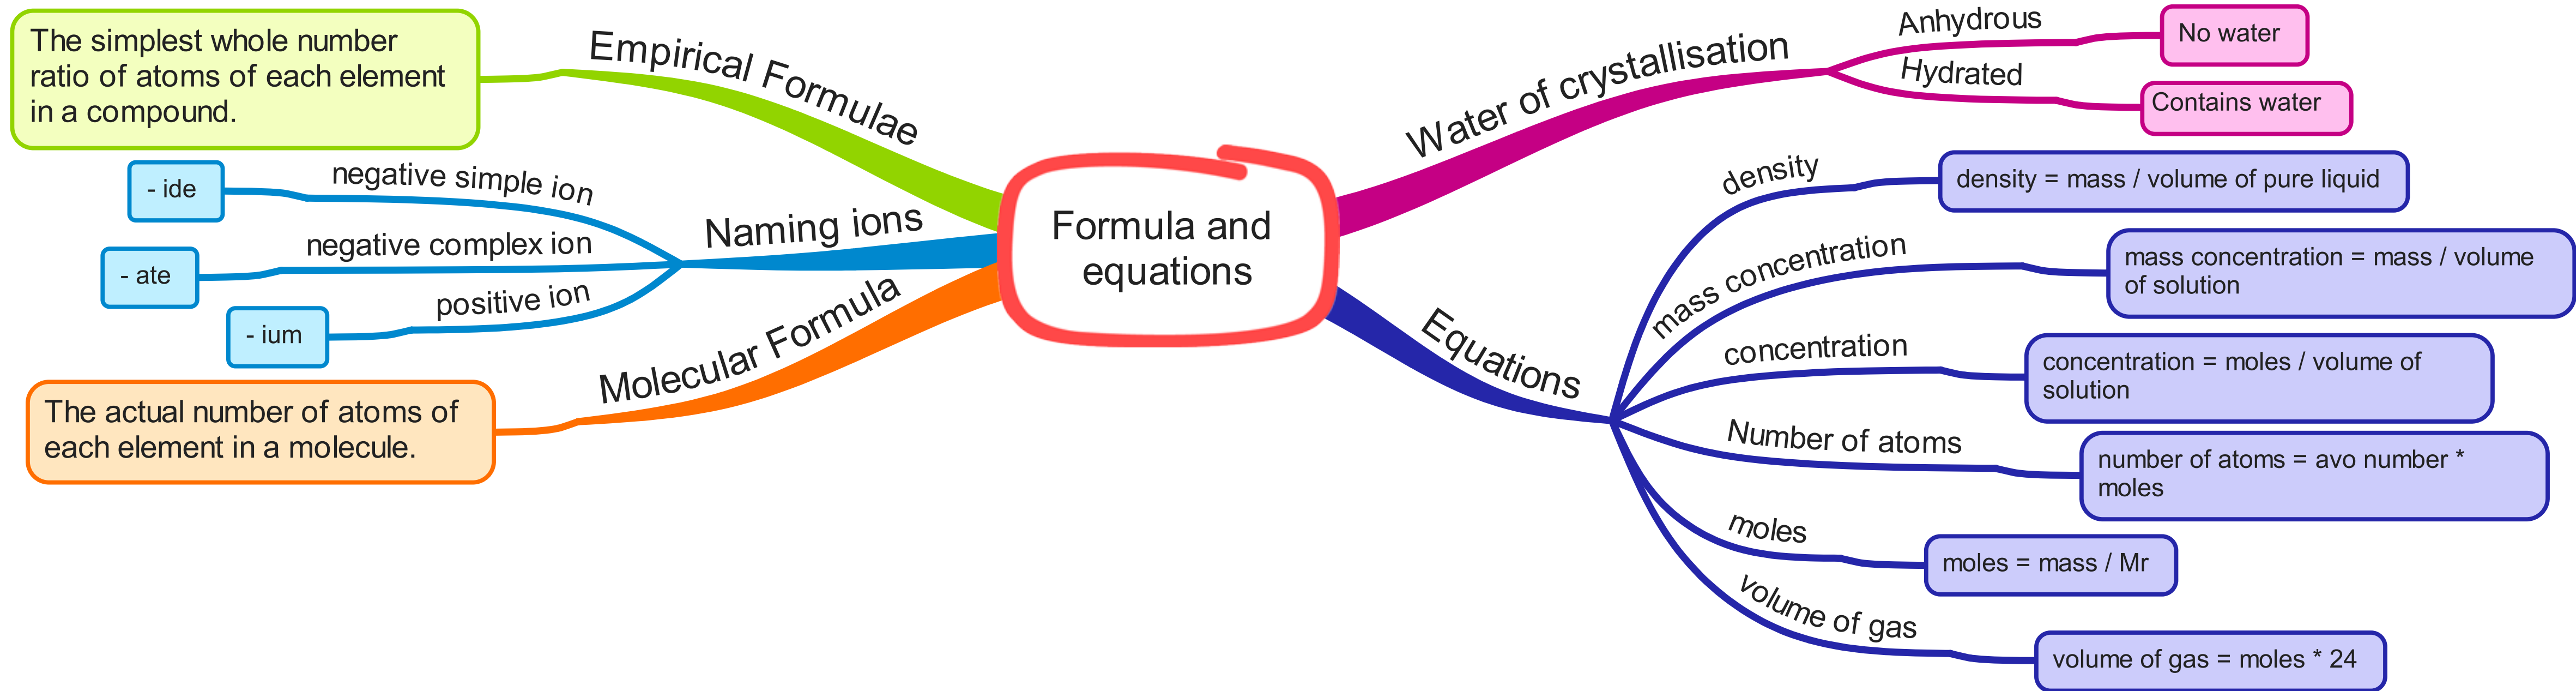 Formula and
equations
Empirical Formulae
The simplest whole number
ratio of atoms of each element
in a compound.
Naming ions
negative simple ion
- ide
negative complex ion
- ate
positive ion
- ium
Molecular Formula
The actual number of atoms of
each element in a molecule.
Water of crystallisation
Anhydrous
No water
Hydrated
Contains water
Equations
density
density = mass / volume of pure liquid
mass concentration
mass concentration = mass / volume
of solution
concentration
concentration = moles / volume of
solution
Number of atoms
number of atoms = avo number *
moles
moles
moles = mass / Mr
volume of gas
volume of gas = moles * 24